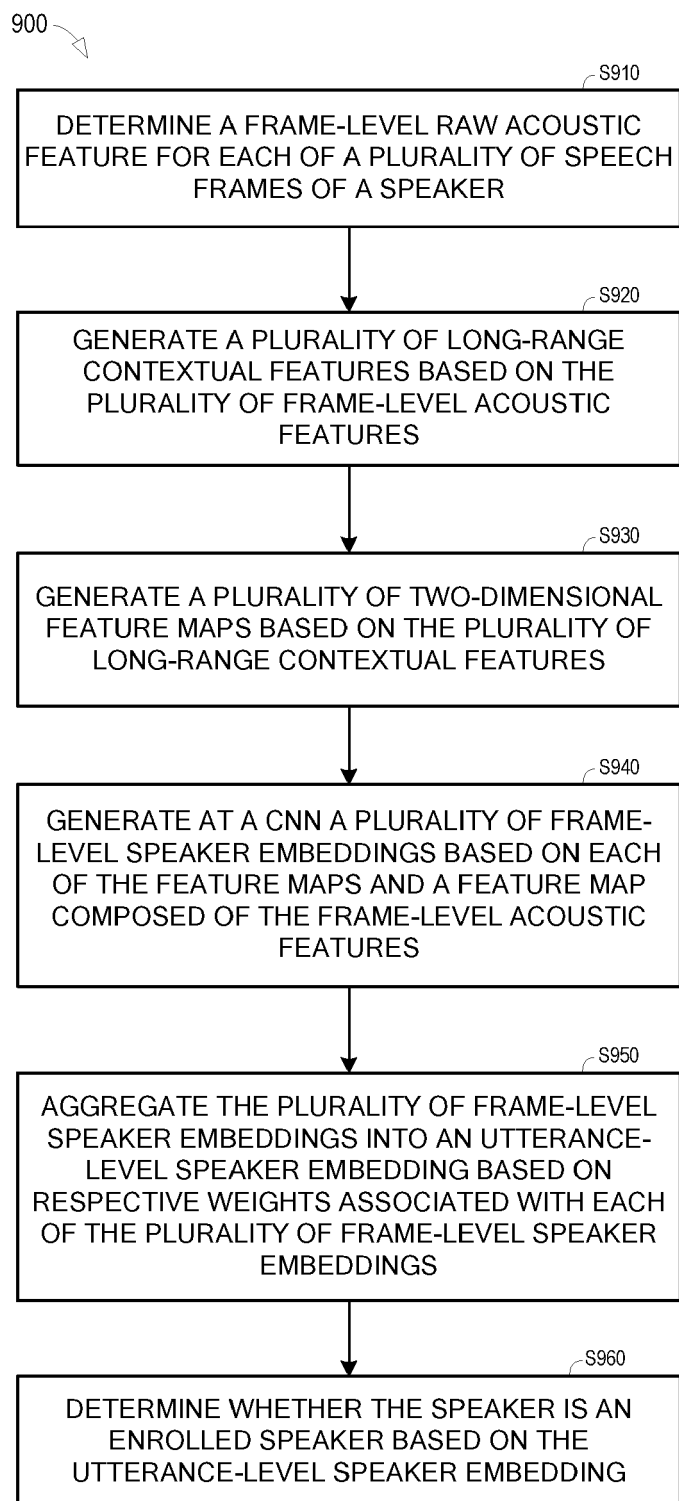 900
S910
DETERMINE A FRAME-LEVEL RAW ACOUSTIC
FEATURE FOR EACH OF A PLURALITY OF SPEECH
FRAMES OF A SPEAKER
S920
GENERATE A PLURALITY OF LONG-RANGE
CONTEXTUAL FEATURES BASED ON THE
PLURALITY OF FRAME-LEVEL ACOUSTIC
FEATURES
S930
GENERATE A PLURALITY OF TWO-DIMENSIONAL
FEATURE MAPS BASED ON THE PLURALITY OF
LONG-RANGE CONTEXTUAL FEATURES
S940
GENERATE AT A CNN A PLURALITY OF FRAME-
LEVEL SPEAKER EMBEDDINGS BASED ON EACH
OF THE FEATURE MAPS AND A FEATURE MAP
COMPOSED OF THE FRAME-LEVEL ACOUSTIC
FEATURES
S950
AGGREGATE THE PLURALITY OF FRAME-LEVEL
SPEAKER EMBEDDINGS INTO AN UTTERANCE-
LEVEL SPEAKER EMBEDDING BASED ON
RESPECTIVE WEIGHTS ASSOCIATED WITH EACH
OF THE PLURALITY OF FRAME-LEVEL SPEAKER
EMBEDDINGS
S960
DETERMINE WHETHER THE SPEAKER IS AN
ENROLLED SPEAKER BASED ON THE
UTTERANCE-LEVEL SPEAKER EMBEDDING